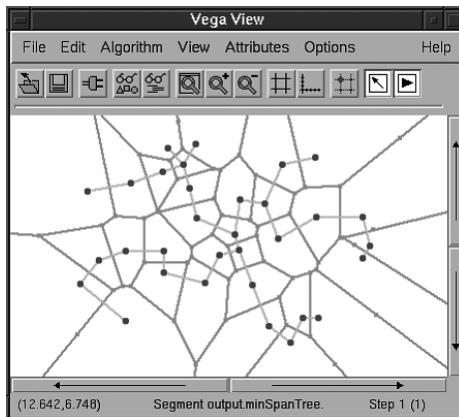 Vega View
File Edit Algorithm View Attributes Options Help
(12.642,6.748) Segment output.minSpanTree. Step 1 (1)